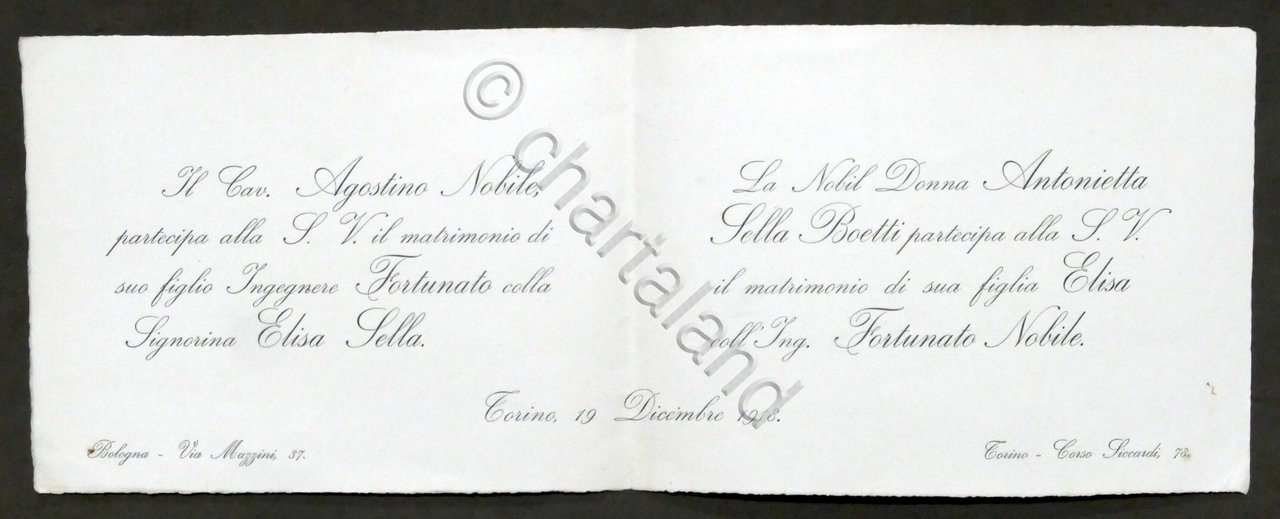 Il Cav. Agostino Nobile,
partecipa alla S. V. il matrimonio di
suo figlio Ingegnere Fortunato colla
Signorina Elisa Sella.
La Nobil Donna Antonietta
Sella Boetti partecipa alla S. V.
il matrimonio di sua figlia Elisa
coll'Ing. Fortunato Nobile.
Torino, 19 Dicembre 1918.
Bologna - Via Mazzini, 37.
Torino - Corso Siccardi, 78.
© chartaland